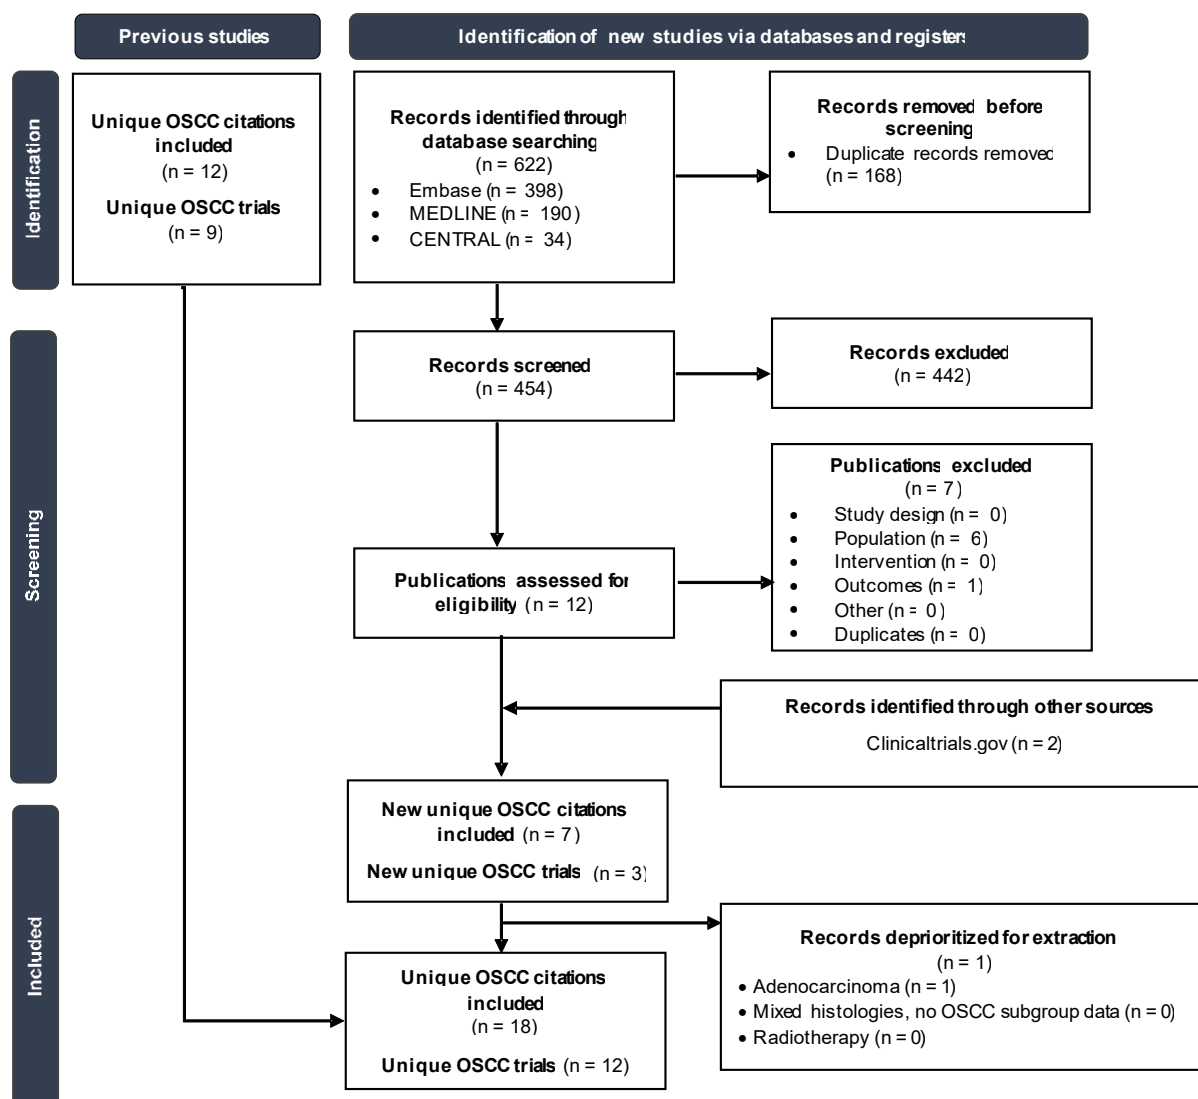 Previous studies
Identification of new studies via databases and registers
Identification
Unique OSCC citations
included
(n = 12)
Unique OSCC trials
(n = 9)
Records identified through
database searching
(n = 622)
• Embase (n = 398)
• MEDLINE (n = 190)
• CENTRAL (n = 34)
Records removed before
screening
• Duplicate records removed
(n = 168)
Screening
Records screened
(n = 454)
Records excluded
(n = 442)
Publications assessed for
eligibility (n = 12)
Publications excluded
(n = 7)
• Study design (n = 0)
• Population (n = 6)
• Intervention (n = 0)
• Outcomes (n = 1)
• Other (n = 0)
• Duplicates (n = 0)
Records identified through other sources
Clinicaltrials.gov (n = 2)
Included
New unique OSCC citations
included (n = 7)
New unique OSCC trials (n = 3)
Records deprioritized for extraction
(n = 1)
• Adenocarcinoma (n = 1)
• Mixed histologies, no OSCC subgroup data (n = 0)
• Radiotherapy (n = 0)
Unique OSCC citations
included
(n = 18)
Unique OSCC trials (n = 12)